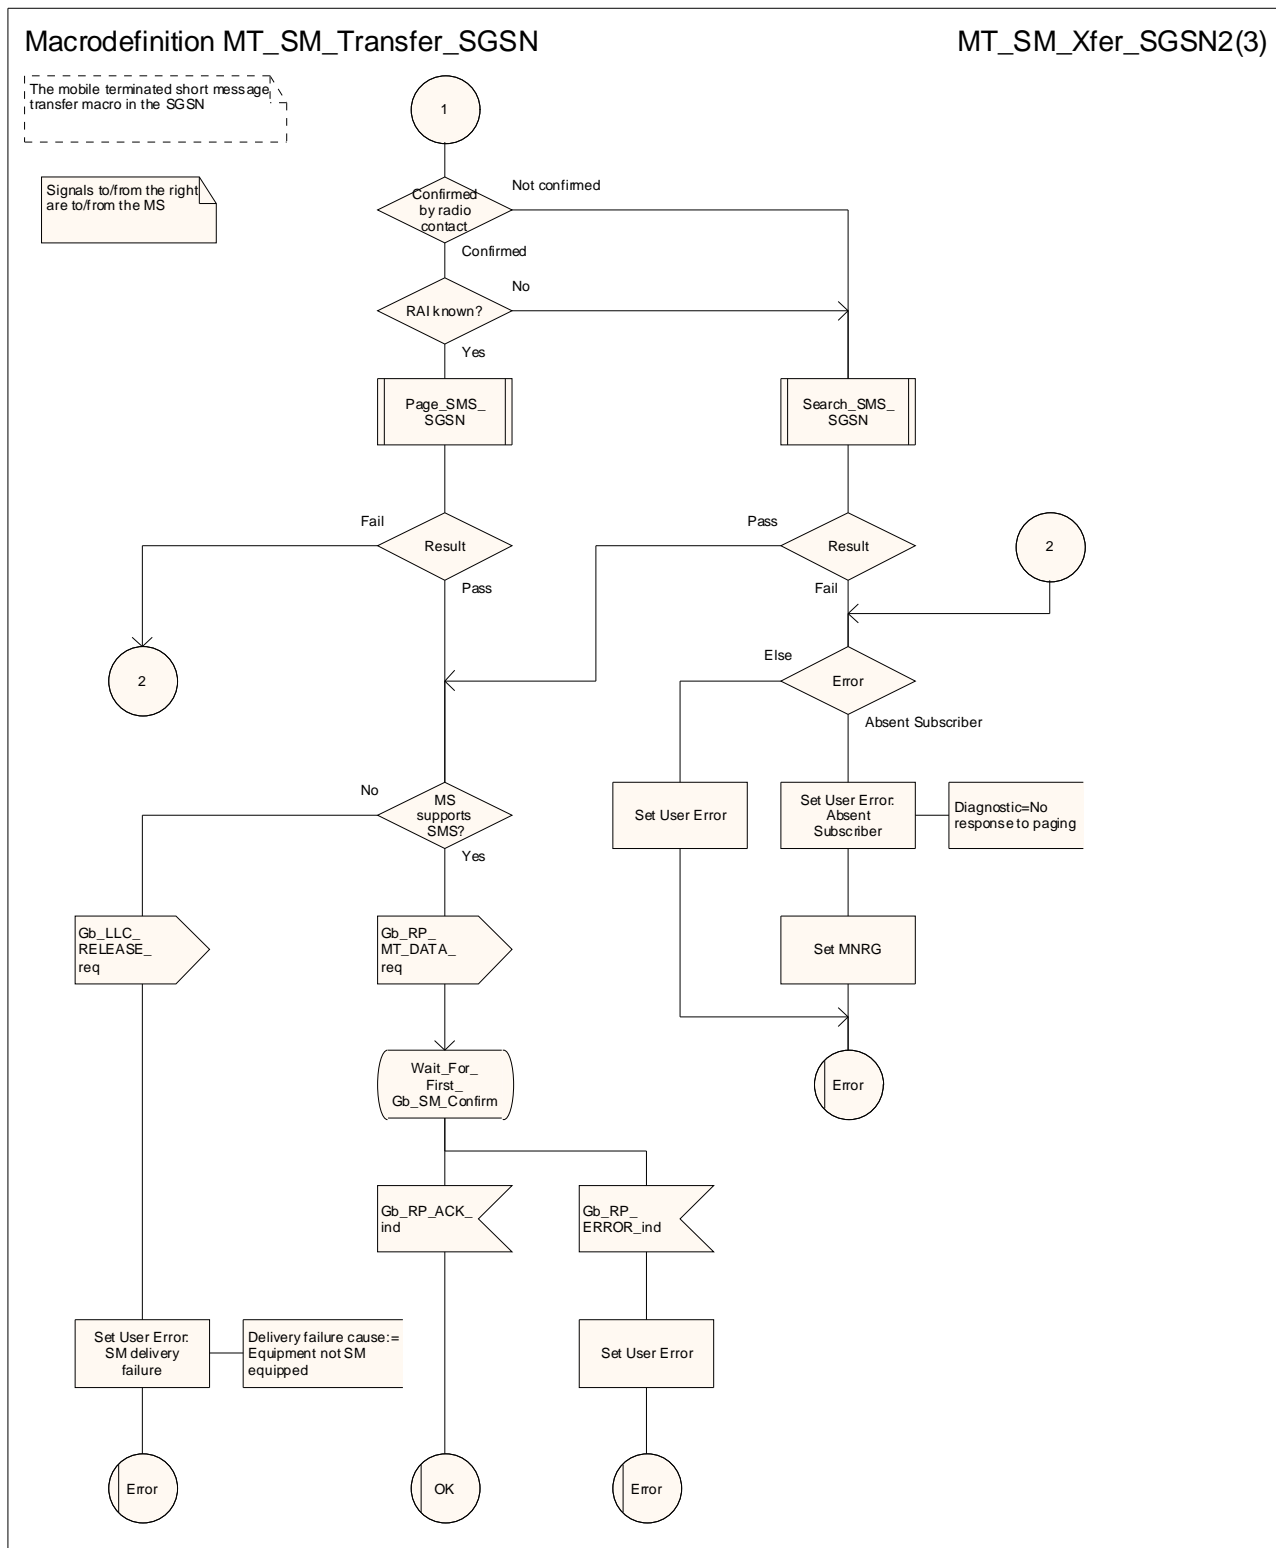 Macrodefinition MT_SM_Transfer_SGSN
MT_SM_Xfer_SGSN2(3)
The mobile terminated short message
transfer macro in the SGSN
Signals to/from the right
are to/from the MS
1
Confirmed
by radio
contact
Not confirmed
Confirmed
RAI known?
No
Yes
Page_SMS_
SGSN
Search_SMS_
SGSN
Fail
Result
Pass
Pass
Result
Fail
2
2
Else
Error
Absent Subscriber
No
MS
supports
SMS?
Yes
Set User Error
Set User Error:
Absent
Subscriber
Diagnostic=No
response to paging
Gb_LLC_
RELEASE_
req
Gb_RP_
MT_DATA_
req
Set MNRG
Wait_For_
First_
Gb_SM_Confirm
Error
Gb_RP_ACK_
ind
Gb_RP_
ERROR_ind
Set User Error:
SM delivery
failure
Delivery failure cause:=
Equipment not SM
equipped
Set User Error
Error
OK
Error